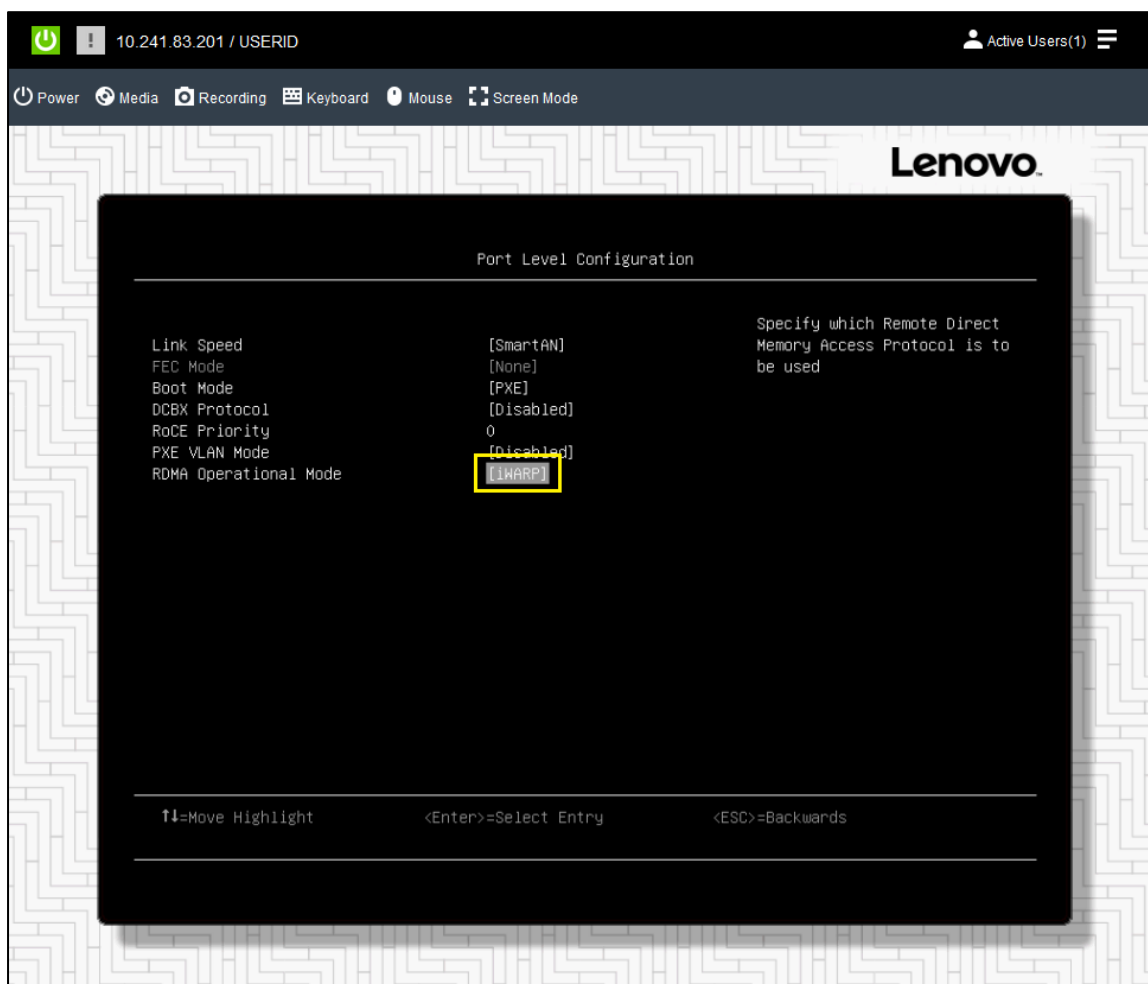 10.241.83.201 / USERID
Active Users(1)
Power Media Recording Keyboard Mouse Screen Mode
Lenovo™
Port Level Configuration
Link Speed [SmartAN]
FEC Mode [None]
Boot Mode [PXE]
DCBX Protocol [Disabled]
RoCE Priority 0
PXE VLAN Mode [Disabled]
RDMA Operational Mode [iWARP]
Specify which Remote Direct
Memory Access Protocol is to
be used
↑↓=Move Highlight <Enter>=Select Entry <ESC>=Backwards